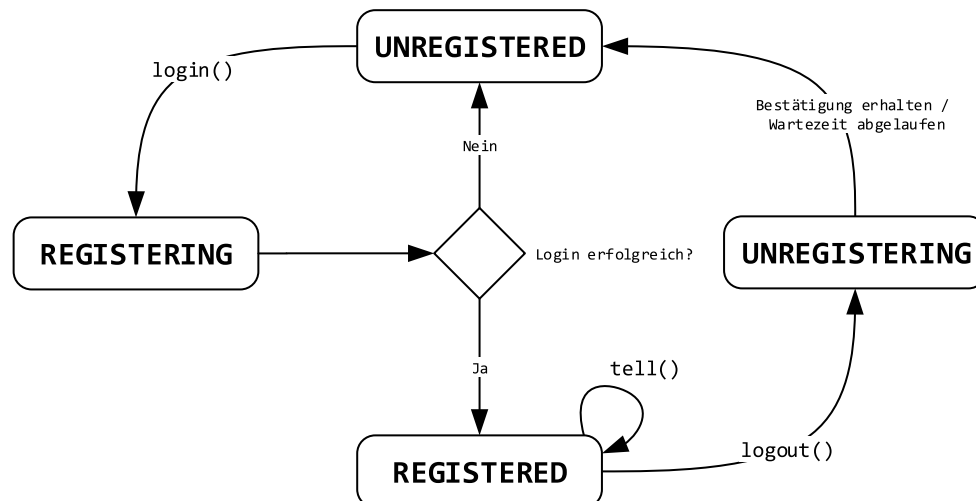 UNREGISTERED
login()
Bestätigung erhalten /
Wartezeit abgelaufen
Nein
REGISTERING
Login erfolgreich?
UNREGISTERING
Ja
tell()
logout()
REGISTERED